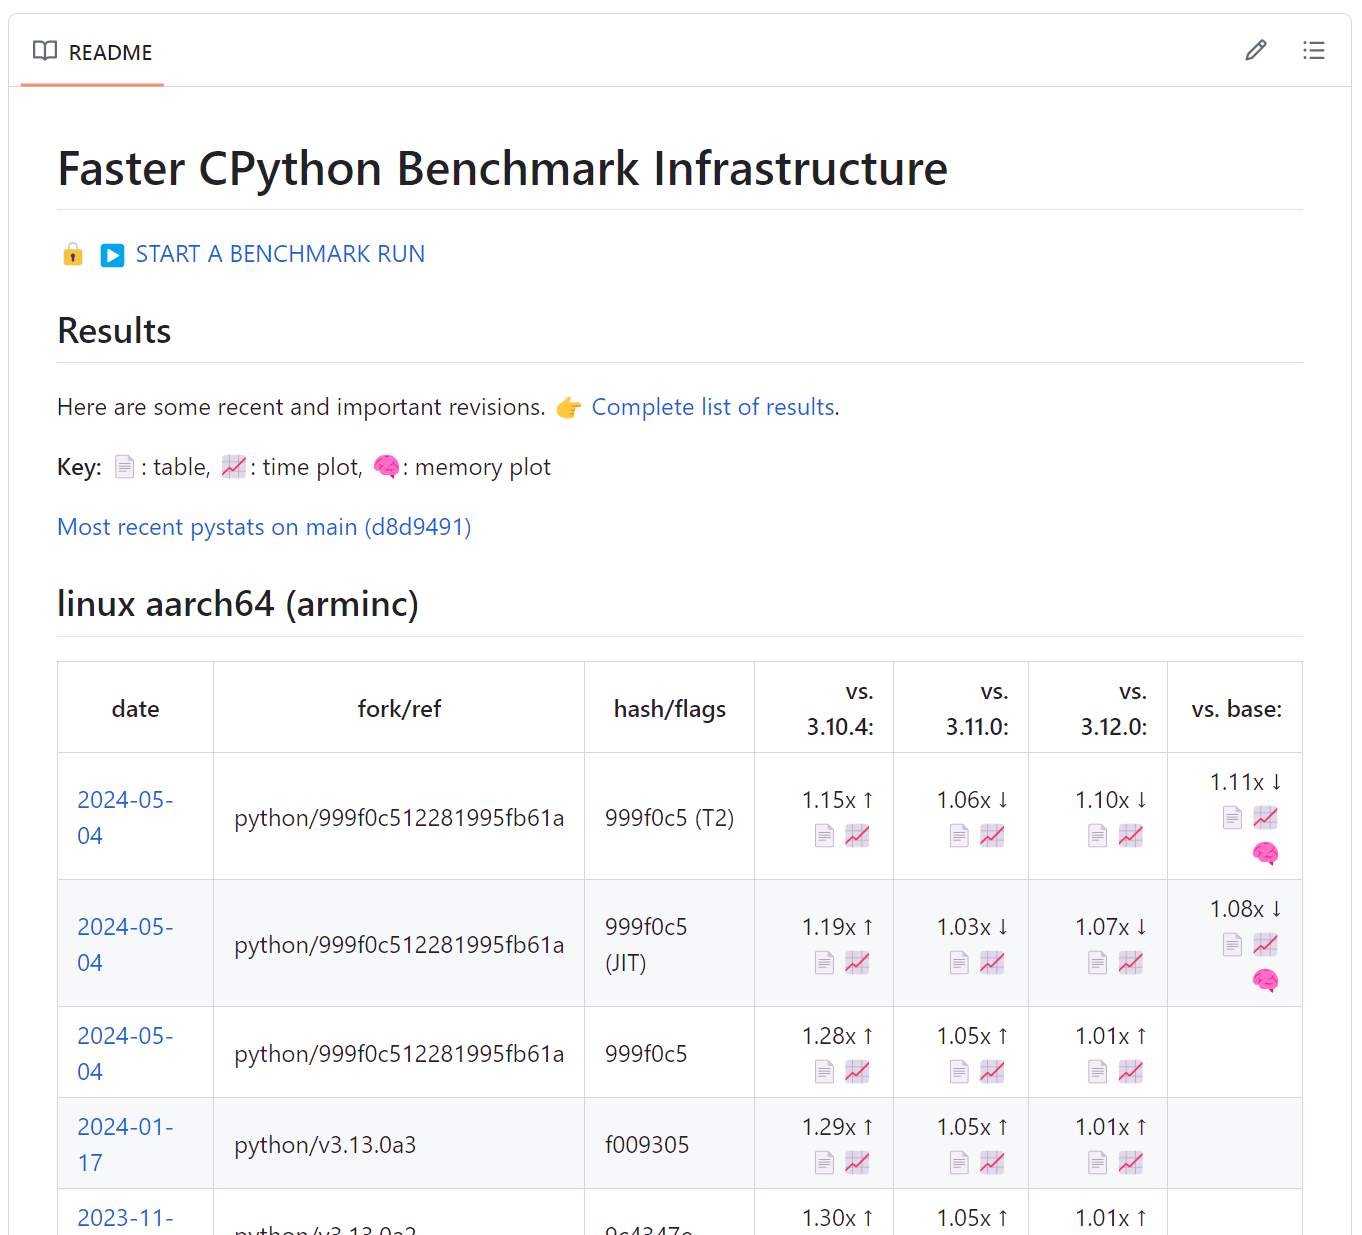 README
Faster CPython Benchmark Infrastructure
START A BENCHMARK RUN
Results
Here are some recent and important revisions. 👉 Complete list of results.
Key: 📄: table, 📈: time plot, 🧠: memory plot
Most recent pystats on main (d8d9491)
linux aarch64 (arminc)
date fork/ref hash/flags vs. 3.10.4: vs. 3.11.0: vs. 3.12.0: vs. base:
2024-05-04 python/999f0c512281995fb61a 999f0c5 (T2) 1.15x ↑ 1.06x ↓ 1.10x ↓ 1.11x ↓
2024-05-04 python/999f0c512281995fb61a 999f0c5 (JIT) 1.19x ↑ 1.03x ↓ 1.07x ↓ 1.08x ↓
2024-05-04 python/999f0c512281995fb61a 999f0c5 1.28x ↑ 1.05x ↑ 1.01x ↑
2024-01-17 python/v3.13.0a3 f009305 1.29x ↑ 1.05x ↑ 1.01x ↑
2023-11- python/v3.13.0a2 1.30x ↑ 1.05x ↑ 1.01x ↑